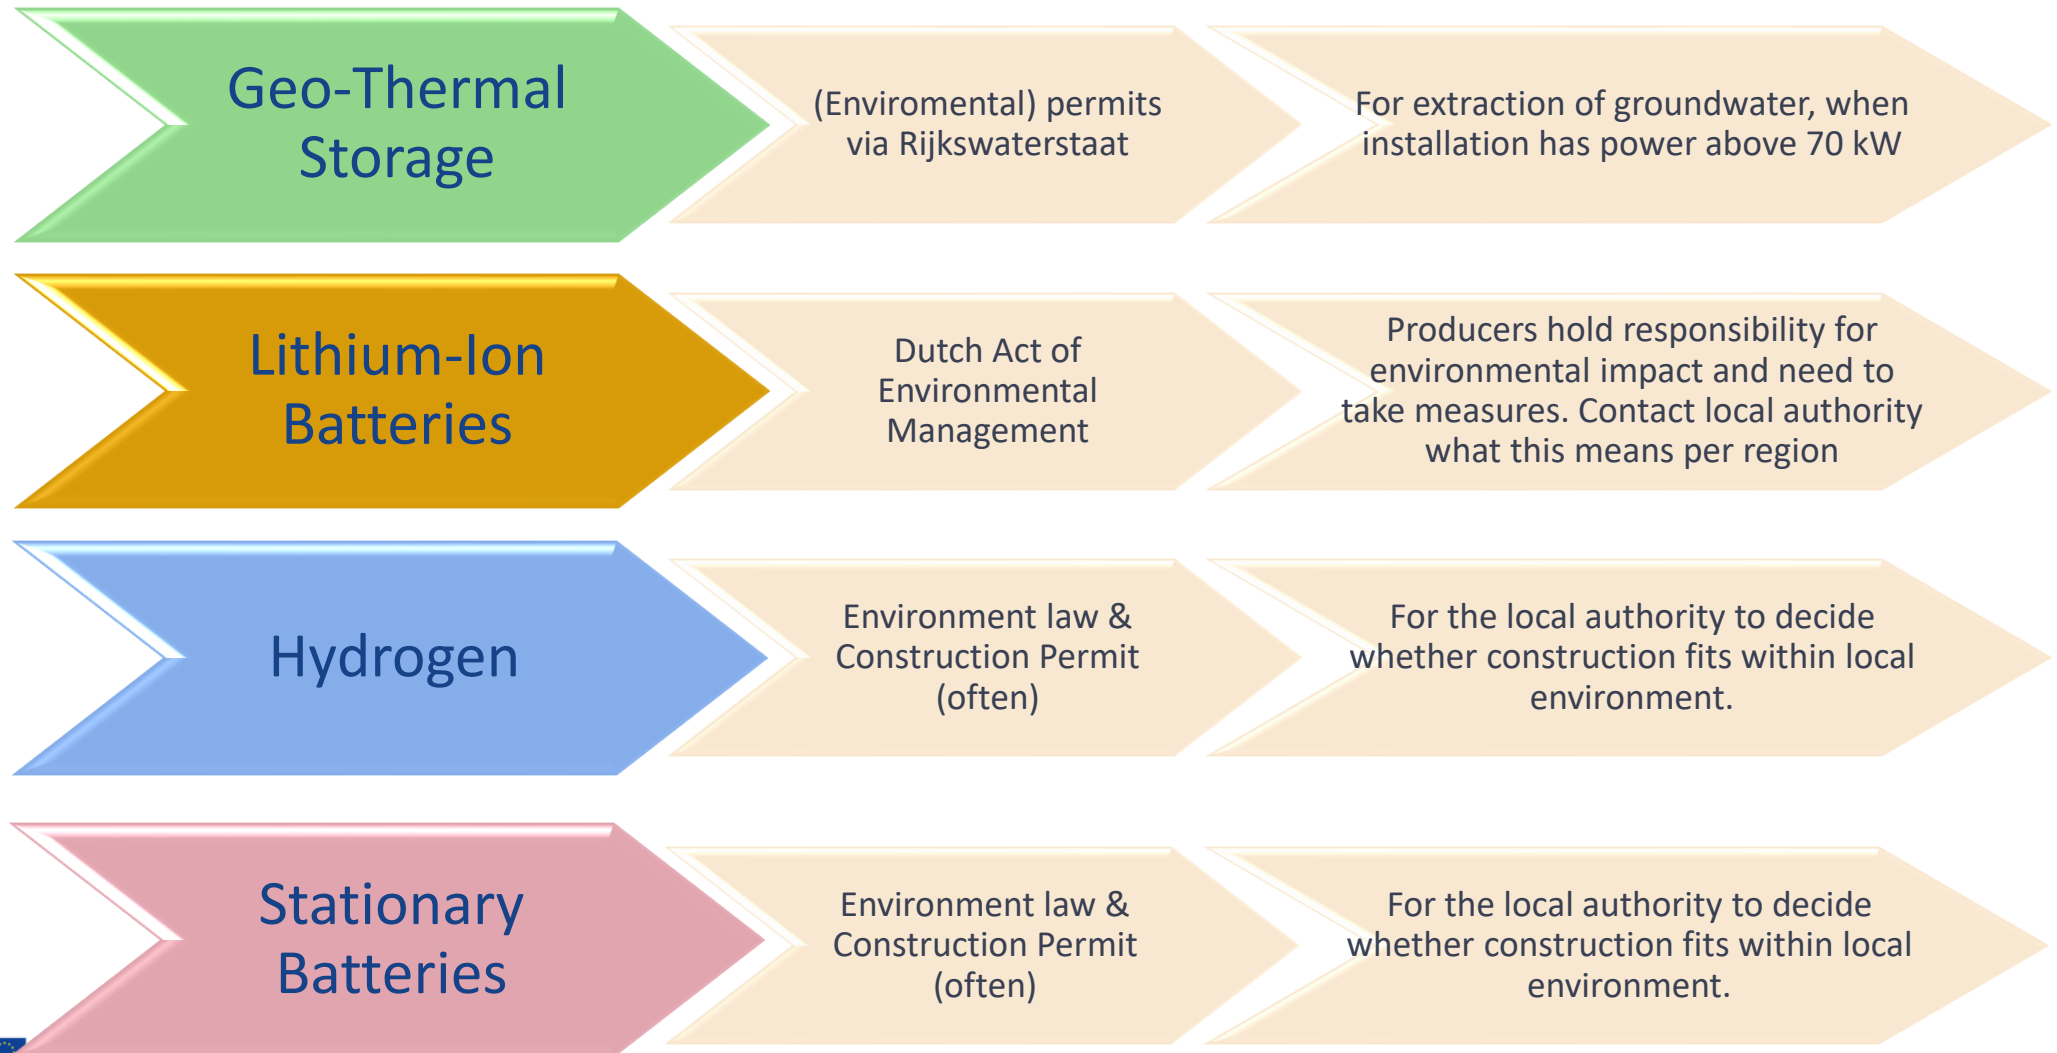 Geo-Thermal
Storage
(Enviromental) permits
via Rijkswaterstaat
For extraction of groundwater, when
installation has power above 70 kW
Lithium-Ion
Batteries
Dutch Act of
Environmental
Management
Producers hold responsibility for
environmental impact and need to
take measures. Contact local authority
what this means per region
Hydrogen
Environment law &
Construction Permit
(often)
For the local authority to decide
whether construction fits within local
environment.
Stationary
Batteries
Environment law &
Construction Permit
(often)
For the local authority to decide
whether construction fits within local
environment.